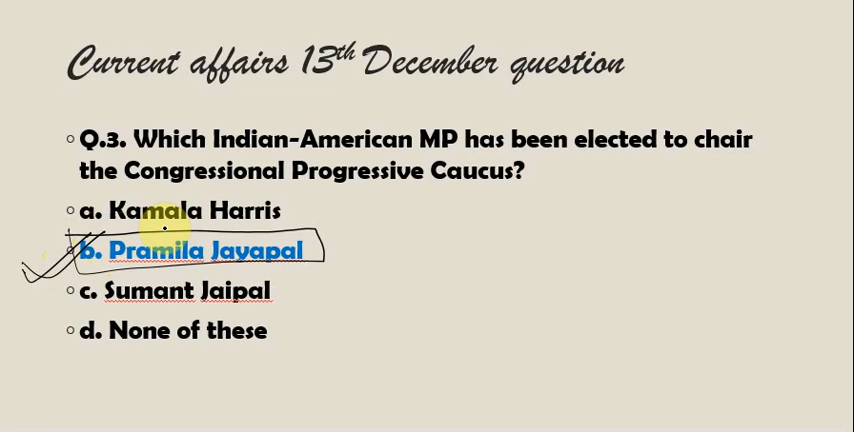 Current affairs 13th December question
Q.3. Which Indian-American MP has been elected to chair
the Congressional Progressive Caucus?
a. Kamala Harris
b. Pramila Jayapal
c. Sumant Jaipal
d. None of these